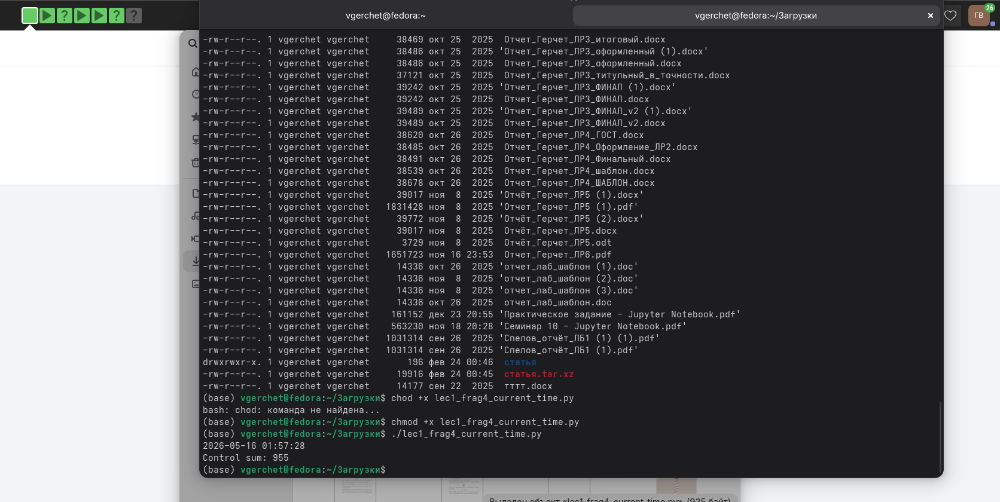 vgerchet@fedora:~
vgerchet@fedora:~/Загрузки
26
ГВ
-rw-r--r--. 1 vgerchet vgerchet     38469 окт 25  2025  Отчет_Герчет_ЛР3_итоговый.docx
-rw-r--r--. 1 vgerchet vgerchet     38486 окт 25  2025 'Отчет_Герчет_ЛР3_оформленный (1).docx'
-rw-r--r--. 1 vgerchet vgerchet     38486 окт 25  2025  Отчет_Герчет_ЛР3_оформленный.docx
-rw-r--r--. 1 vgerchet vgerchet     37121 окт 25  2025  Отчет_Герчет_ЛР3_титульный_в_точности.docx
-rw-r--r--. 1 vgerchet vgerchet     39242 окт 25  2025 'Отчет_Герчет_ЛР3_ФИНАЛ (1).docx'
-rw-r--r--. 1 vgerchet vgerchet     39242 окт 25  2025  Отчет_Герчет_ЛР3_ФИНАЛ.docx
-rw-r--r--. 1 vgerchet vgerchet     39489 окт 25  2025 'Отчет_Герчет_ЛР3_ФИНАЛ_v2 (1).docx'
-rw-r--r--. 1 vgerchet vgerchet     39489 окт 25  2025  Отчет_Герчет_ЛР3_ФИНАЛ_v2.docx
-rw-r--r--. 1 vgerchet vgerchet     38620 окт 26  2025  Отчет_Герчет_ЛР4_ГОСТ.docx
-rw-r--r--. 1 vgerchet vgerchet     38485 окт 26  2025  Отчет_Герчет_ЛР4_Оформление_ЛР2.docx
-rw-r--r--. 1 vgerchet vgerchet     38491 окт 26  2025  Отчет_Герчет_ЛР4_Финальный.docx
-rw-r--r--. 1 vgerchet vgerchet     38539 окт 26  2025  Отчет_Герчет_ЛР4_шаблон.docx
-rw-r--r--. 1 vgerchet vgerchet     38678 окт 26  2025  Отчет_Герчет_ЛР4_ШАБЛОН.docx
-rw-r--r--. 1 vgerchet vgerchet     39017 ноя  8  2025 'Отчёт_Герчет_ЛР5 (1).docx'
-rw-r--r--. 1 vgerchet vgerchet   1831428 ноя  8  2025 'Отчет_Герчет_ЛР5 (1).pdf'
-rw-r--r--. 1 vgerchet vgerchet     39772 ноя  8  2025 'Отчёт_Герчет_ЛР5 (2).docx'
-rw-r--r--. 1 vgerchet vgerchet     39017 ноя  8  2025  Отчёт_Герчет_ЛР5.docx
-rw-r--r--. 1 vgerchet vgerchet      3729 ноя  8  2025  Отчёт_Герчет_ЛР5.odt
-rw-r--r--. 1 vgerchet vgerchet   1651723 ноя 16 23:53  Отчет_Герчет_ЛР6.pdf
-rw-r--r--. 1 vgerchet vgerchet     14336 окт 26  2025 'отчет_лаб_шаблон (1).doc'
-rw-r--r--. 1 vgerchet vgerchet     14336 ноя  8  2025 'отчет_лаб_шаблон (2).doc'
-rw-r--r--. 1 vgerchet vgerchet     14336 ноя  8  2025 'отчет_лаб_шаблон (3).doc'
-rw-r--r--. 1 vgerchet vgerchet     14336 окт 26  2025  отчет_лаб_шаблон.doc
-rw-r--r--. 1 vgerchet vgerchet    161152 дек 23 20:55 'Практическое задание - Jupyter Notebook.pdf'
-rw-r--r--. 1 vgerchet vgerchet    563230 ноя 18 20:28 'Семинар 10 - Jupyter Notebook.pdf'
-rw-r--r--. 1 vgerchet vgerchet   1031314 сен 26  2025 'Спелов_отчёт_ЛБ1 (1) (1).pdf'
-rw-r--r--. 1 vgerchet vgerchet   1031314 сен 26  2025 'Спелов_отчёт_ЛБ1 (1).pdf'
drwxrwxr-x. 1 vgerchet vgerchet       196 фев 24 00:46  статья
-rw-r--r--. 1 vgerchet vgerchet     19916 фев 24 00:45  статья.tar.xz
-rw-r--r--. 1 vgerchet vgerchet     14177 сен 22  2025  тттт.docx
(base) vgerchet@fedora:~/Загрузки$ chod +x lec1_frag4_current_time.py
bash: chod: команда не найдена...
(base) vgerchet@fedora:~/Загрузки$ chmod +x lec1_frag4_current_time.py
(base) vgerchet@fedora:~/Загрузки$ ./lec1_frag4_current_time.py
2026-05-16 01:57:28
Control sum: 955
(base) vgerchet@fedora:~/Загрузки$
Выделен объект «lec1_frag4_current_time.py» (925 байт)